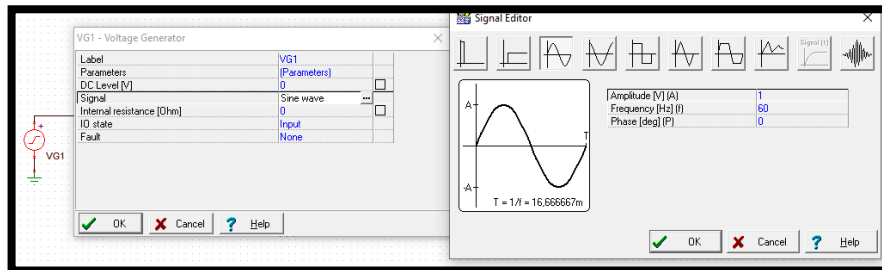 VG1 - Voltage Generator
Label VG1
Parameters (Parameters)
DC Level [V] 0
Signal Sine wave ...
Internal resistance [Ohm] 0
IO state Input
Fault None
+
VG1
OK Cancel ? Help
Signal Editor
Signal (t)
A
T
-A
T = 1/f = 16,666667m
Amplitude [V] (A) 1
Frequency [Hz] (f) 60
Phase [deg] (P) 0
OK Cancel ? Help